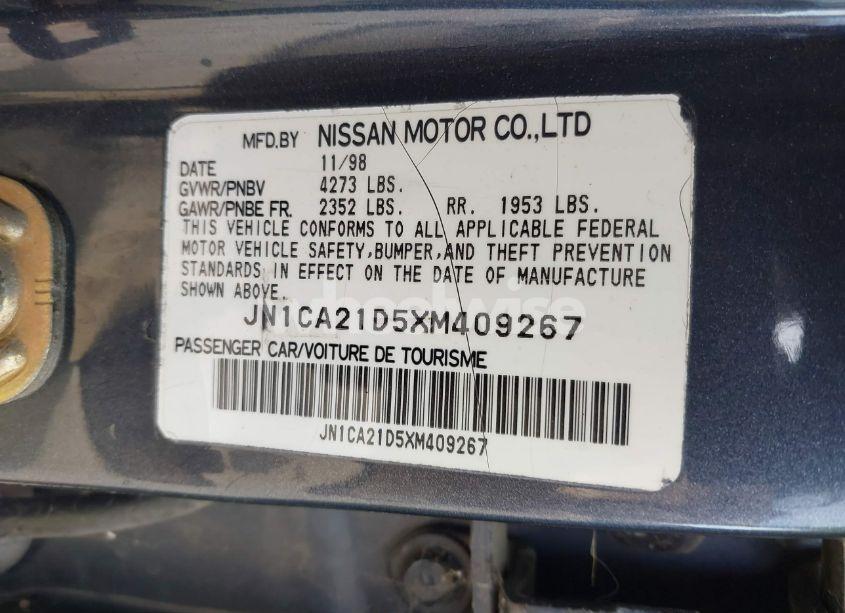 MFD.BY NISSAN MOTOR CO.,LTD
DATE 11/98
GVWR/PNBV 4273 LBS.
GAWR/PNBE FR. 2352 LBS. RR. 1953 LBS.
THIS VEHICLE CONFORMS TO ALL APPLICABLE FEDERAL
MOTOR VEHICLE SAFETY,BUMPER,AND THEFT PREVENTION
STANDARDS IN EFFECT ON THE DATE OF MANUFACTURE
SHOWN ABOVE.
JN1CA21D5XM409267
PASSENGER CAR/VOITURE DE TOURISME
JN1CA21D5XM409267